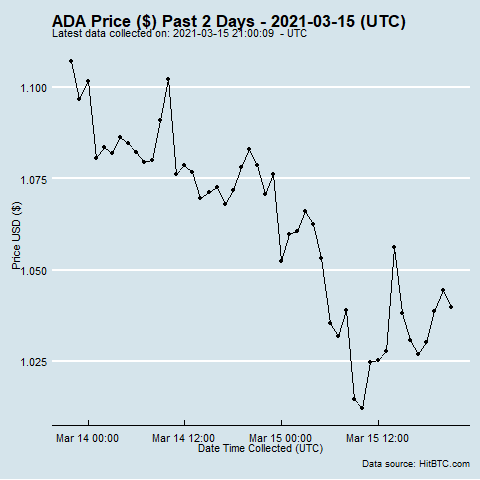 ADA Price ($) Past 2 Days - 2021-03-15 (UTC)
Latest data collected on: 2021-03-15 21:00:09 - UTC
1.100
1.075
1.050
1.025
Price USD ($)
Mar 14 00:00 Mar 14 12:00 Mar 15 00:00 Mar 15 12:00
Date Time Collected (UTC)
Data source: HitBTC.com